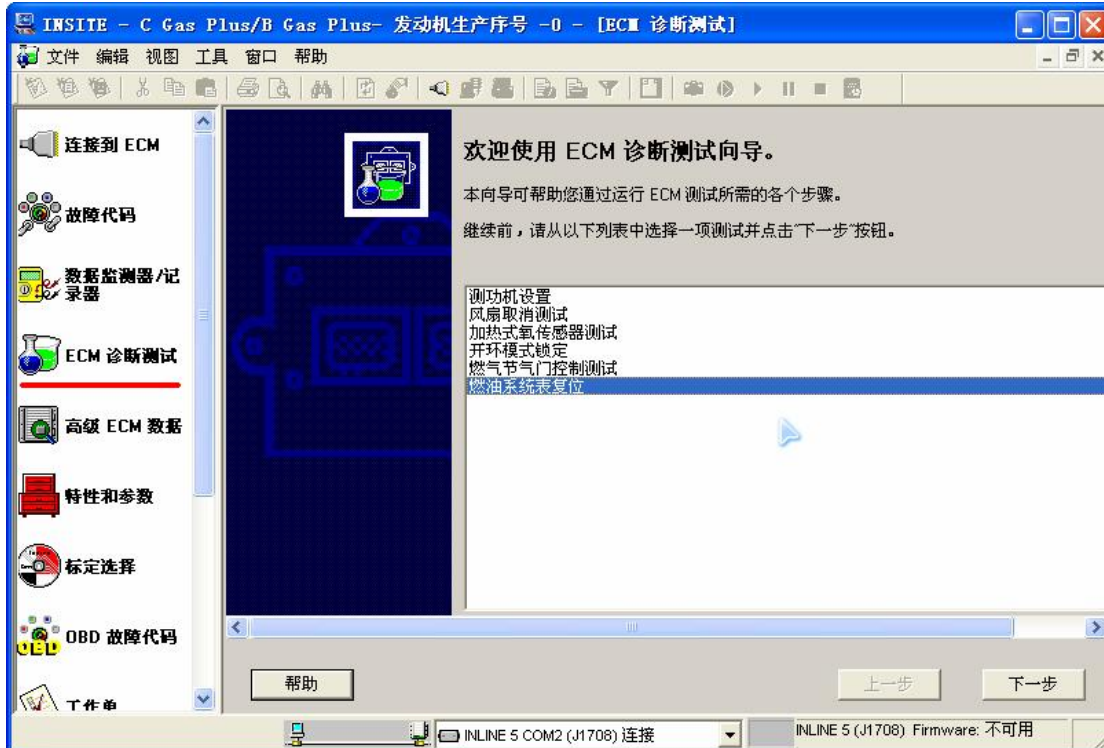 INSITE - C Gas Plus/B Gas Plus- 发动机生产序号 -0 - [ECM 诊断测试]
文件 编辑 视图 工具 窗口 帮助
连接到 ECM
故障代码
数据监测器/记
录器
ECM 诊断测试
高级 ECM 数据
特性和参数
标定选择
OBD 故障代码
工作单
欢迎使用 ECM 诊断测试向导。
本向导可帮助您通过运行 ECM 测试所需的各个步骤。
继续前，请从以下列表中选择一项测试并点击“下一步”按钮。
测功机设置
风扇取消测试
加热式氧传感器测试
开环模式锁定
燃气节气门控制测试
燃油系统表复位
帮助
上一步
下一步
INLINE 5 COM2 (J1708) 连接
INLINE 5 (J1708) Firmware: 不可用